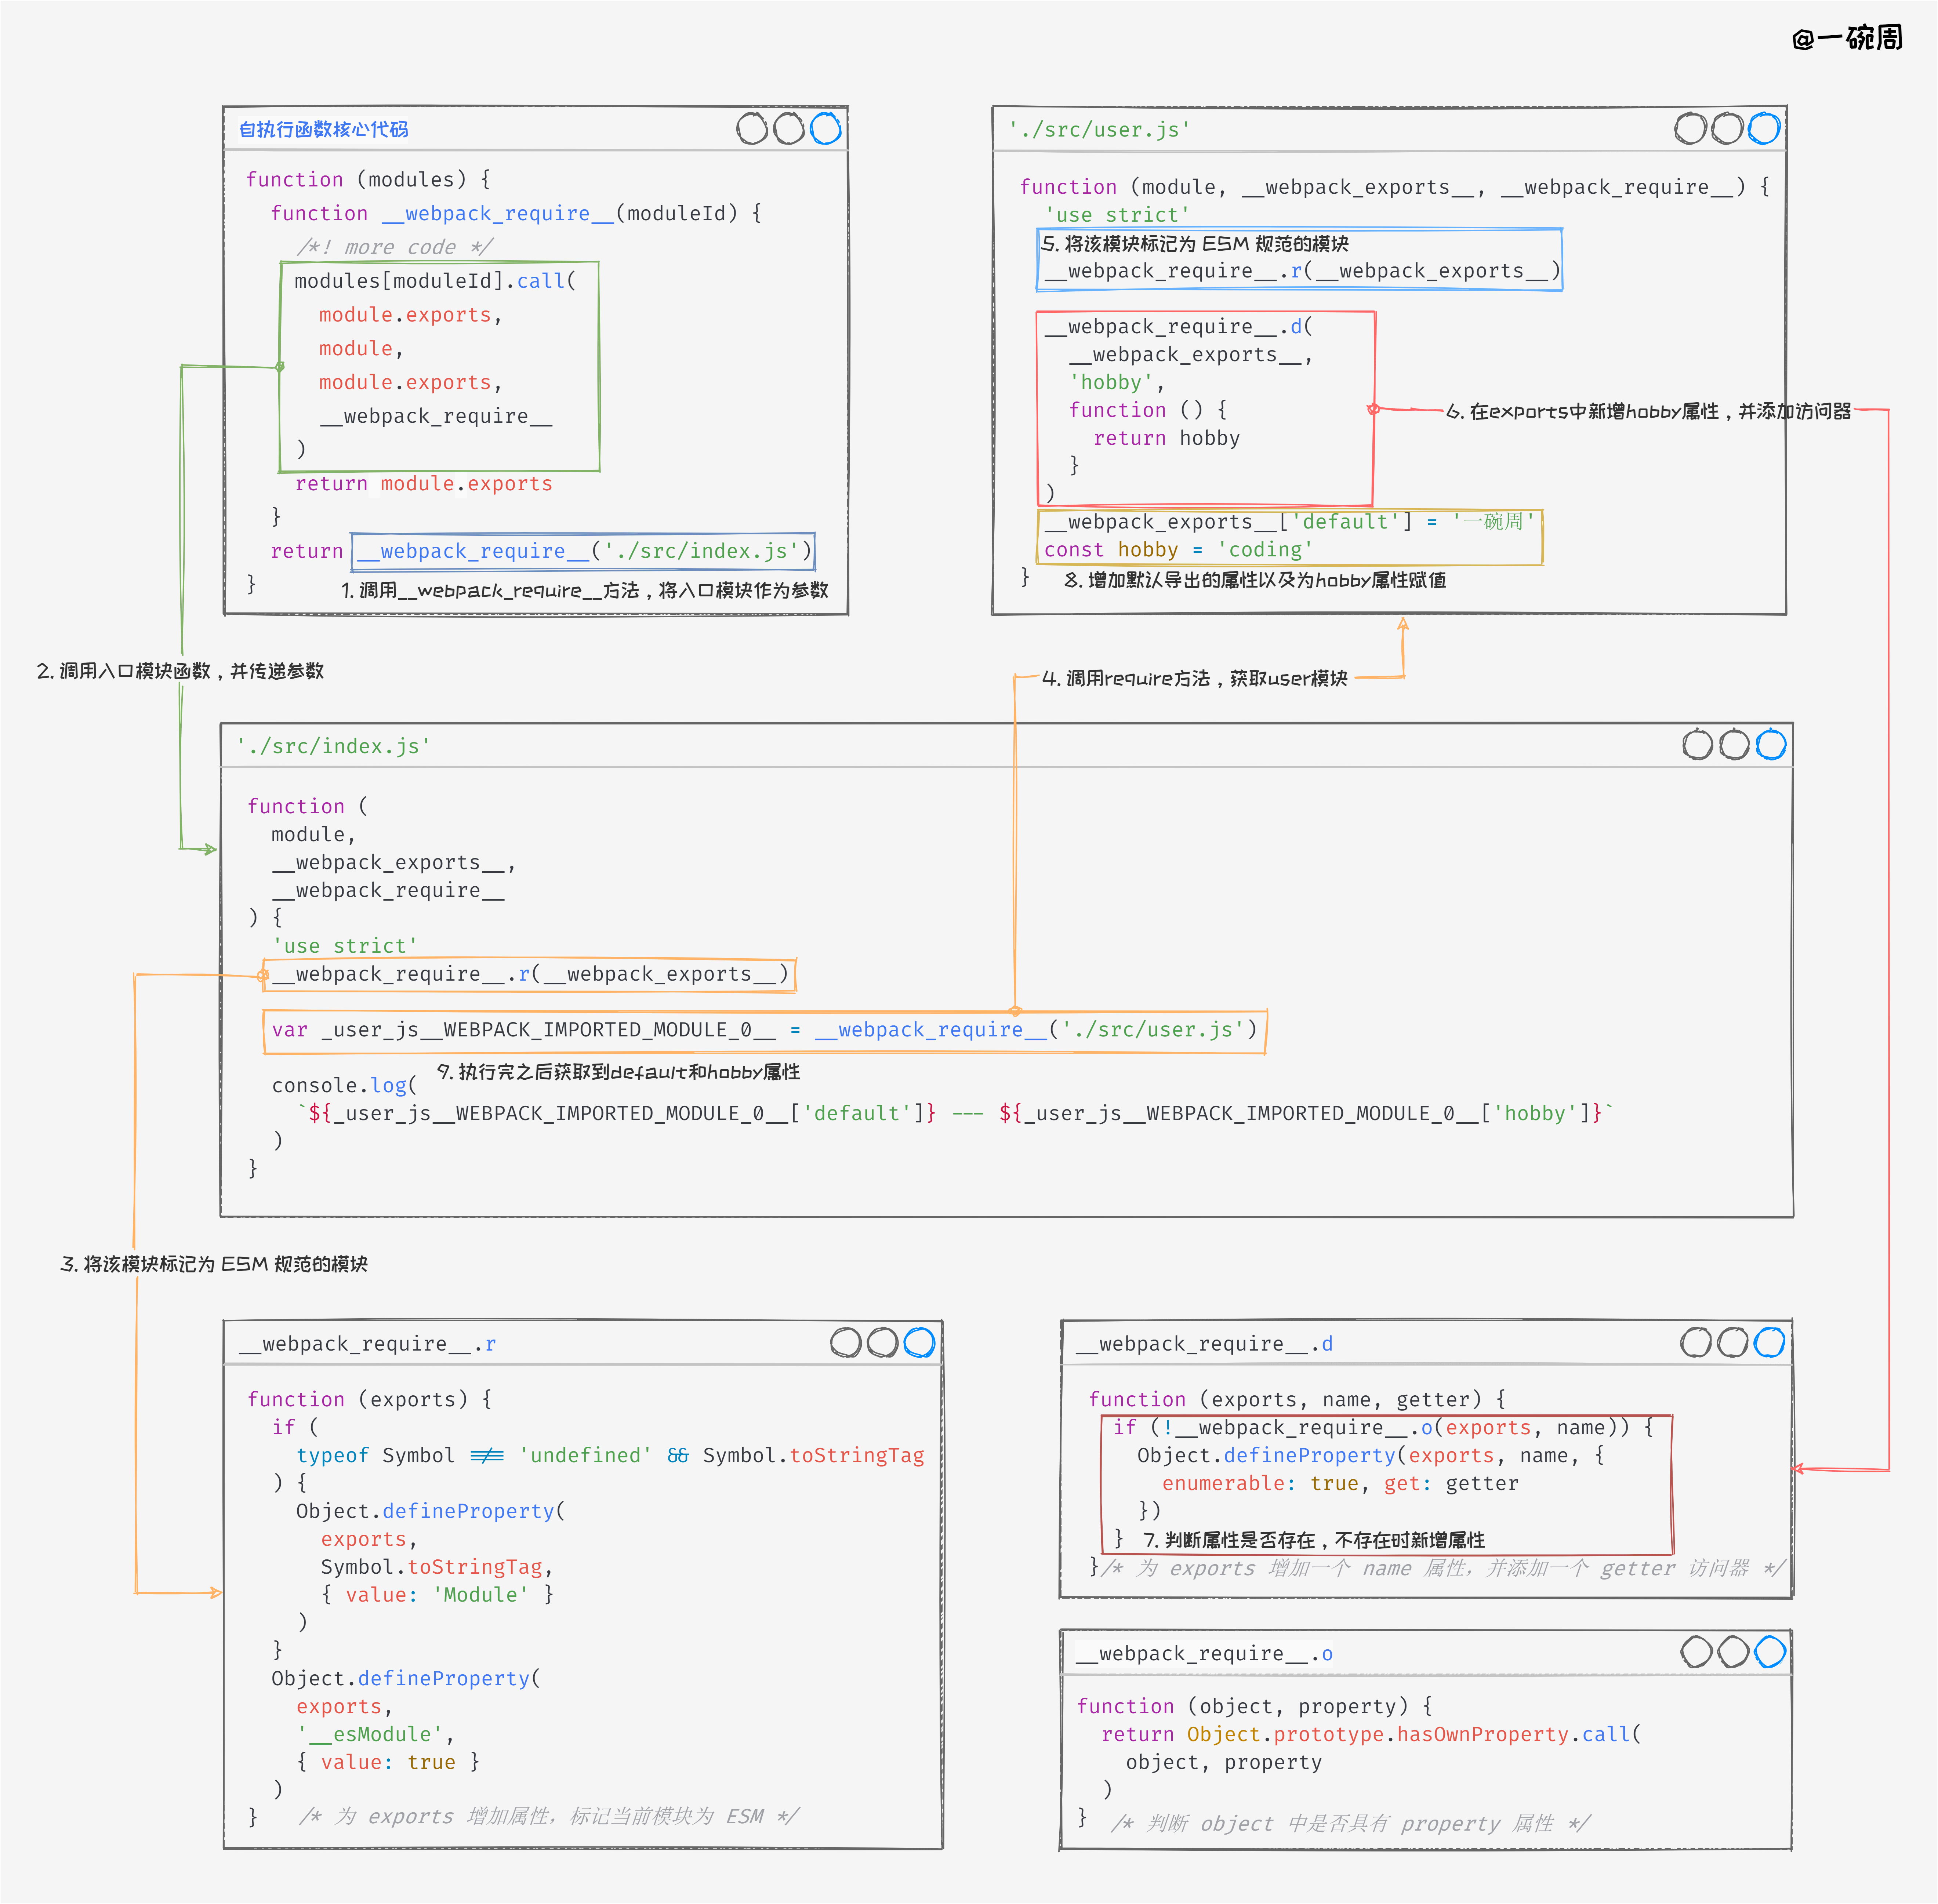 @一碗周
自执行函数核心代码
function (modules) {
function __webpack_require__(moduleId) {
/*! more code */
modules[moduleId].call(
module.exports,
module,
module.exports,
__webpack_require__
)
return module.exports
}
return __webpack_require__('./src/index.js')
}
1. 调用__webpack_require__方法，将入口模块作为参数
'./src/user.js'
function (module, __webpack_exports__, __webpack_require__) {
'use strict'
5. 将该模块标记为 ESM 规范的模块
__webpack_require__.r(__webpack_exports__)
__webpack_require__.d(
__webpack_exports__,
'hobby',
function () {
return hobby
}
)
6. 在exports中新增hobby属性，并添加访问器
__webpack_exports__['default'] = '一碗周'
const hobby = 'coding'
}
8. 增加默认导出的属性以及为hobby属性赋值
2. 调用入口模块函数，并传递参数
4. 调用require方法，获取user模块
'./src/index.js'
function (
module,
__webpack_exports__,
__webpack_require__
) {
'use strict'
__webpack_require__.r(__webpack_exports__)
var _user_js__WEBPACK_IMPORTED_MODULE_0__ = __webpack_require__('./src/user.js')
9. 执行完之后获取到default和hobby属性
console.log(
`${_user_js__WEBPACK_IMPORTED_MODULE_0__['default']} --- ${_user_js__WEBPACK_IMPORTED_MODULE_0__['hobby']}`
)
}
3. 将该模块标记为 ESM 规范的模块
__webpack_require__.r
function (exports) {
if (
typeof Symbol !== 'undefined' && Symbol.toStringTag
) {
Object.defineProperty(
exports,
Symbol.toStringTag,
{ value: 'Module' }
)
}
Object.defineProperty(
exports,
'__esModule',
{ value: true }
)
} /* 为 exports 增加属性，标记当前模块为 ESM */
__webpack_require__.d
function (exports, name, getter) {
if (!__webpack_require__.o(exports, name)) {
Object.defineProperty(exports, name, {
enumerable: true, get: getter
})
} 7. 判断属性是否存在，不存在时新增属性
}/* 为 exports 增加一个 name 属性，并添加一个 getter 访问器 */
__webpack_require__.o
function (object, property) {
return Object.prototype.hasOwnProperty.call(
object, property
)
} /* 判断 object 中是否具有 property 属性 */